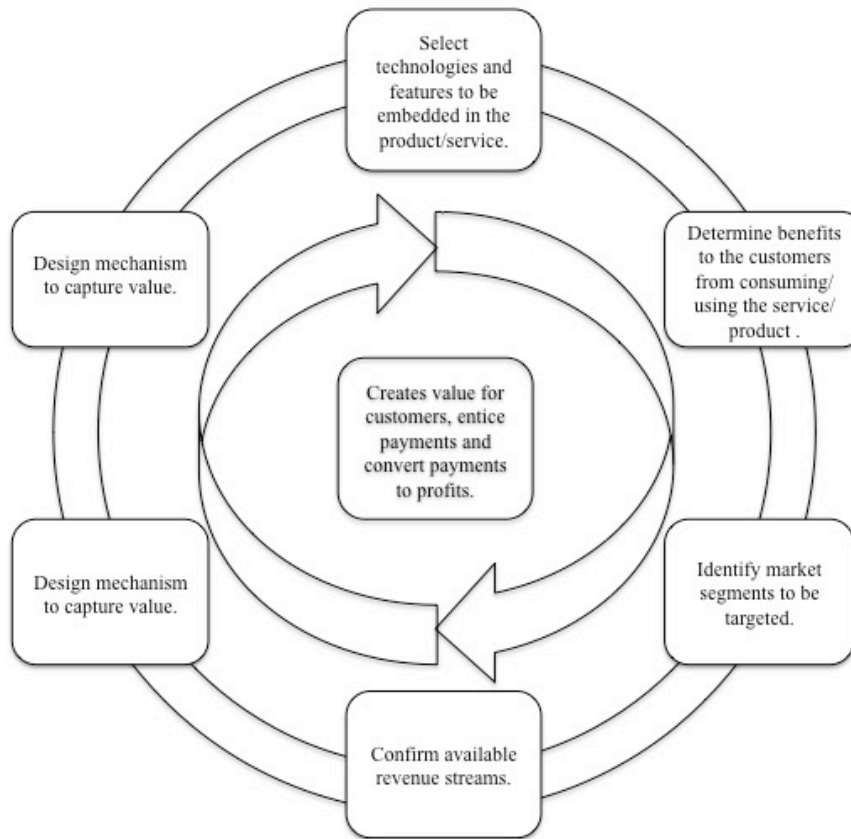 Select
technologies and
features to be
embedded in the
product/service.
Determine benefits
to the customers
from consuming/
using the service/
product .
Identify market
segments to be
targeted.
Confirm available
revenue streams.
Design mechanism
to capture value.
Design mechanism
to capture value.
Creates value for
customers, entice
payments and
convert payments
to profits.